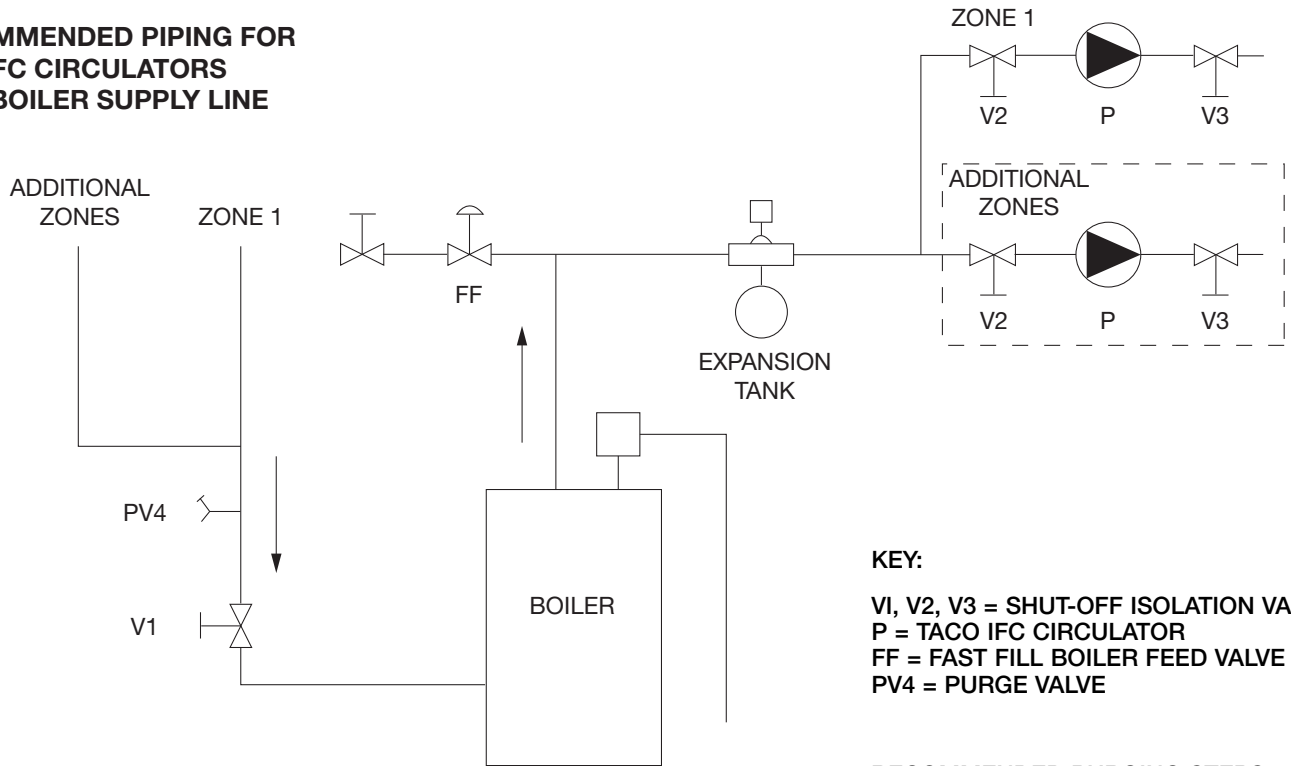 MMENDED PIPING FOR
FC CIRCULATORS
BOILER SUPPLY LINE
ZONE 1
V2
P
V3
ADDITIONAL
ZONES
V2
P
V3
ADDITIONAL
ZONES
ZONE 1
FF
EXPANSION
TANK
PV4
V1
BOILER
KEY:
VI, V2, V3 = SHUT-OFF ISOLATION VA
P = TACO IFC CIRCULATOR
FF = FAST FILL BOILER FEED VALVE
PV4 = PURGE VALVE